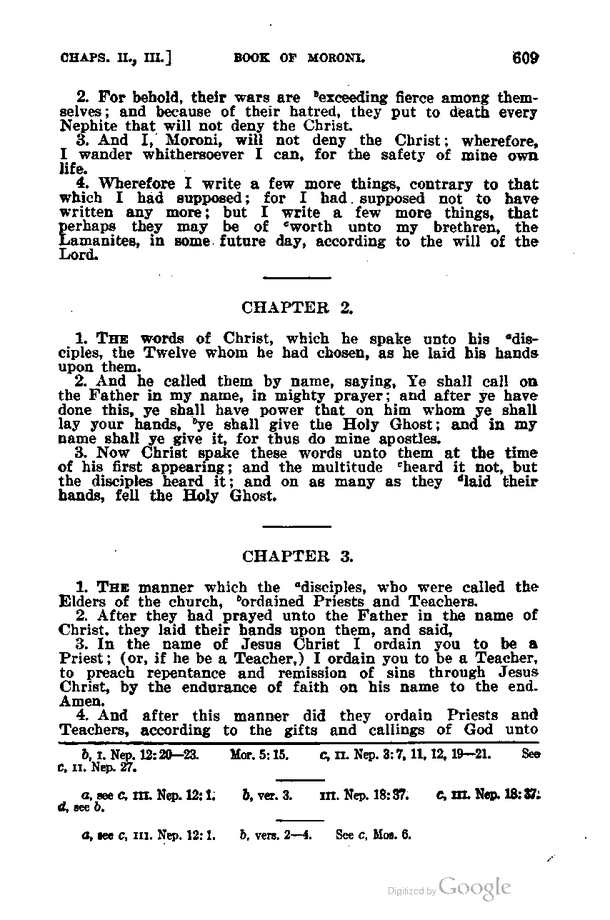 CHAPS. II., III.] BOOK OF MORONI. 609
2. For behold, their wars are ᵇexceeding fierce among them-
selves; and because of their hatred, they put to death every
Nephite that will not deny the Christ.
3. And I, Moroni, will not deny the Christ; wherefore,
I wander whithersoever I can, for the safety of mine own
life.
4. Wherefore I write a few more things, contrary to that
which I had supposed; for I had supposed not to have
written any more; but I write a few more things, that
perhaps they may be of ᶜworth unto my brethren, the
Lamanites, in some future day, according to the will of the
Lord.
CHAPTER 2.
1. THE words of Christ, which he spake unto his ᵃdis-
ciples, the Twelve whom he had chosen, as he laid his hands
upon them.
2. And he called them by name, saying, Ye shall call on
the Father in my name, in mighty prayer; and after ye have
done this, ye shall have power that on him whom ye shall
lay your hands, ᵇye shall give the Holy Ghost; and in my
name shall ye give it, for thus do mine apostles.
3. Now Christ spake these words unto them at the time
of his first appearing; and the multitude ᶜheard it not, but
the disciples heard it; and on as many as they ᵈlaid their
hands, fell the Holy Ghost.
CHAPTER 3.
1. THE manner which the ᵃdisciples, who were called the
Elders of the church, ᵇordained Priests and Teachers.
2. After they had prayed unto the Father in the name of
Christ, they laid their hands upon them, and said,
3. In the name of Jesus Christ I ordain you to be a
Priest; (or, if he be a Teacher,) I ordain you to be a Teacher,
to preach repentance and remission of sins through Jesus
Christ, by the endurance of faith on his name to the end.
Amen.
4. And after this manner did they ordain Priests and
Teachers, according to the gifts and callings of God unto
b, I. Nep. 12:20—23. Mor. 5:15. c, II. Nep. 3:7, 11, 12, 19—21. See
c, II. Nep. 27.
a, see c, III. Nep. 12:1. b, ver. 3. III. Nep. 18:37. c, III. Nep. 18:37.
d, see b.
a, see c, III. Nep. 12:1. b, vers. 2—4. See c, Mos. 6.
Digitized by Google